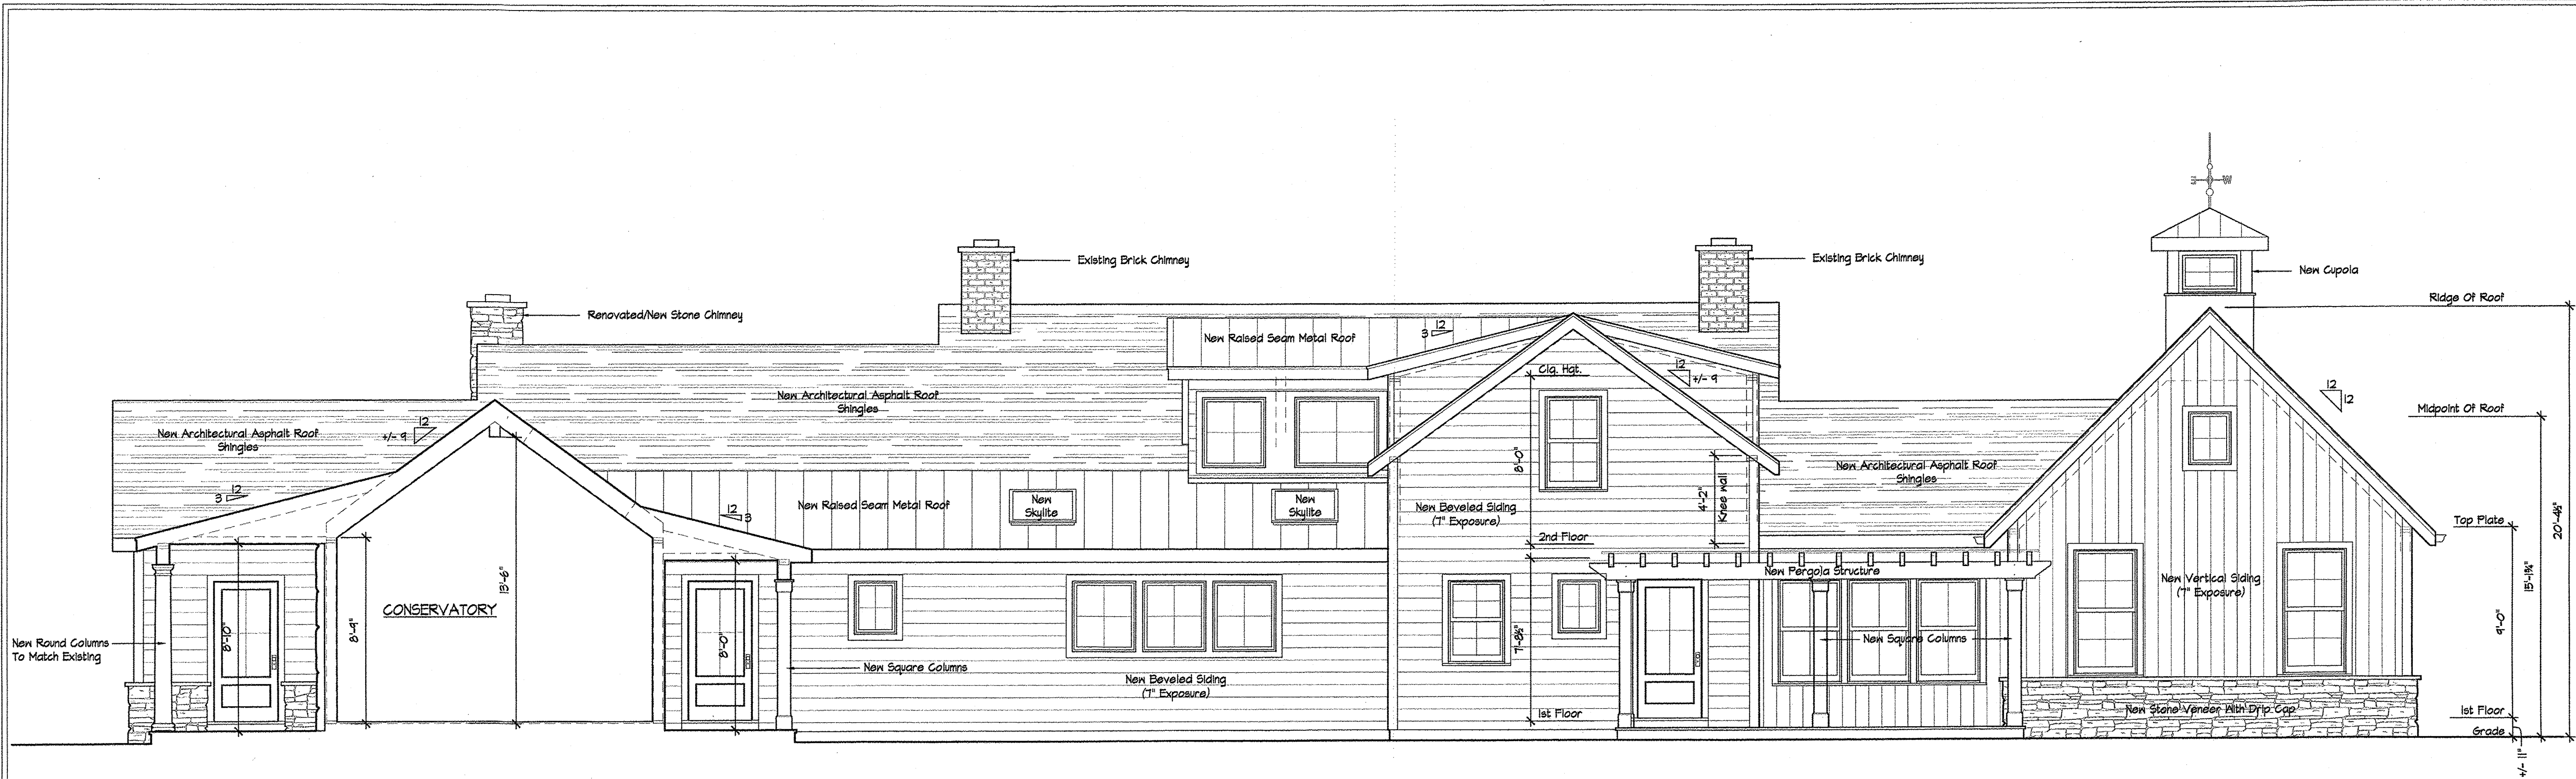 Existing Brick Chimney
Existing Brick Chimney
Renovated/New Stone Chimney
S W
New Cupola
Ridge Of Roof
New Raised Seam Metal Roof
12
3
Clg. Hgt.
12
+/- 9
12
12
Midpoint Of Roof
New Architectural Asphalt Roof
Shingles
New Architectural Asphalt Roof
Shingles
12
+/- 9
12
3
New Architectural Asphalt Roof
Shingles
New Raised Seam Metal Roof
12
3
New
Skylite
New
Skylite
8'-0"
4'-2"
Knee wall
New Beveled Siding
(7" Exposure)
2nd Floor
Top Plate
20'-4½"
15'-1¾"
9'-0"
New Pergola Structure
New Vertical Siding
(7" Exposure)
CONSERVATORY
13'-6"
8'-9"
8'-10"
8'-0"
7'-8½"
New Round Columns
To Match Existing
New Square Columns
New Square Columns
New Beveled Siding
(7" Exposure)
1st Floor
New Stone Veneer With Drip Cap
1st Floor
Grade
+/- 11"